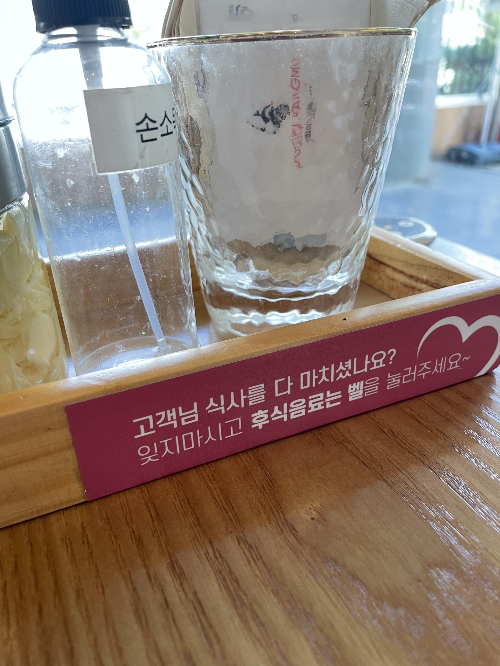 손소
고객님 식사를 다 마치셨나요?
잊지마시고 후식음료는 벨을 눌러주세요~